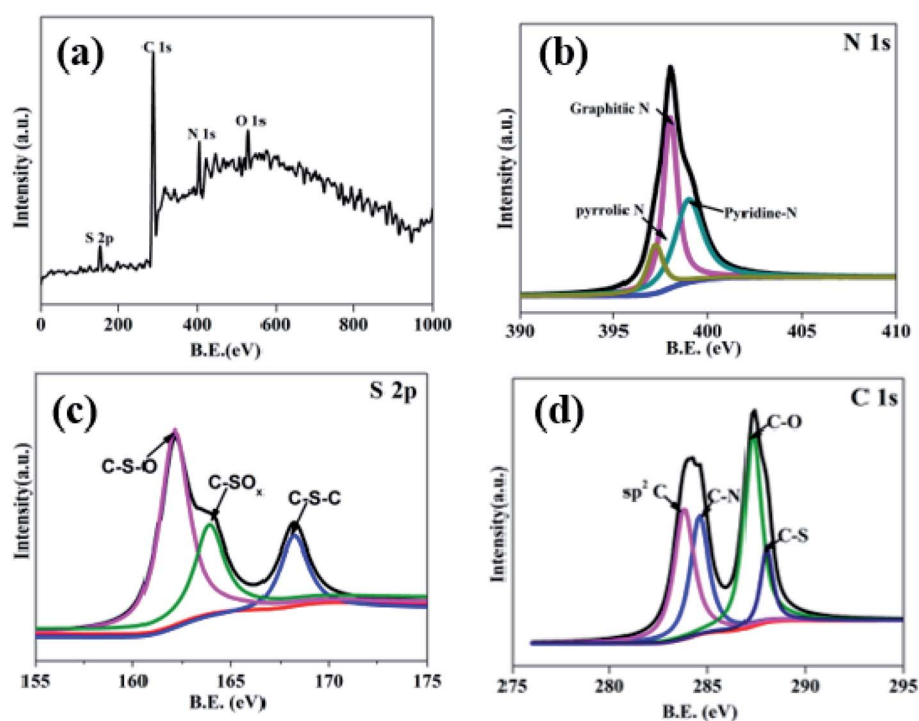 (a)
C 1s
N 1s
O 1s
S 2p
Intensity (a.u.)
0 200 400 600 800 1000
B.E.(eV)
(b)
N 1s
Graphitic N
pyrrolic N
Pyridine-N
Intensity (a.u.)
390 395 400 405 410
B.E. (eV)
(c)
S 2p
C-S-O
C-SOx
C-S-C
Intensity(a.u.)
155 160 165 170 175
B.E. (eV)
(d)
C 1s
C-O
sp² C
C-N
C-S
Intensity(a.u.)
275 280 285 290 295
B.E. (eV)